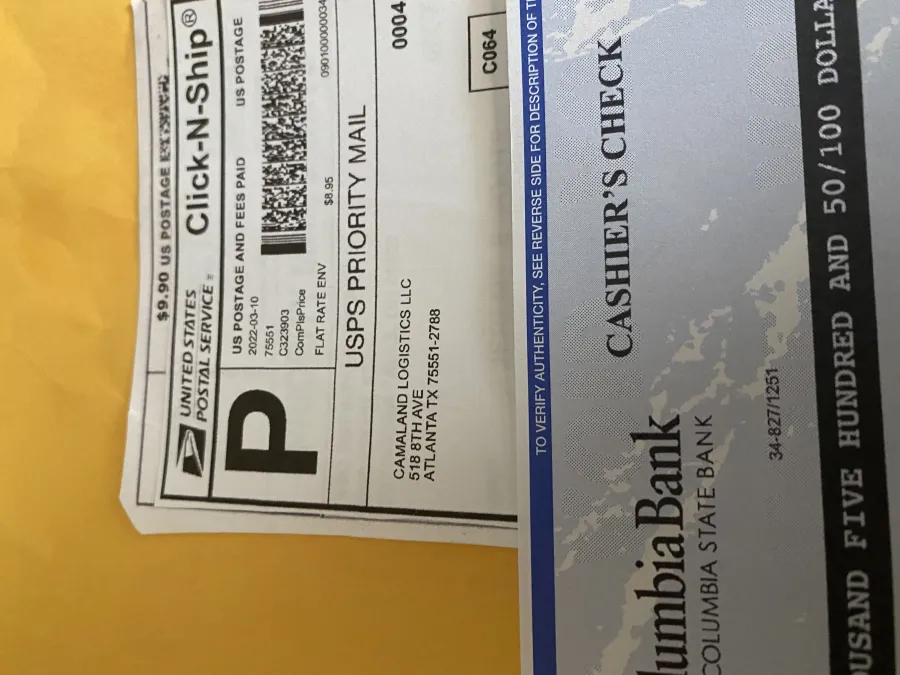 $9.90 US POSTAGE
Click-N-Ship®
UNITED STATES
POSTAL SERVICE
P
US POSTAGE AND FEES PAID
US POSTAGE
2022-03-10
75551
C323903
ComPlsPrice
FLAT RATE ENV
$8.95
0901000000034
USPS PRIORITY MAIL
CAMALAND LOGISTICS LLC
518 8TH AVE
ATLANTA TX 75551-2788
0004
C064
TO VERIFY AUTHENTICITY, SEE REVERSE SIDE FOR DESCRIPTION OF T
CASHIER'S CHECK
lumbiaBank
COLUMBIA STATE BANK
34-827/1251
OUSAND FIVE HUNDRED AND 50/100 DOLLA